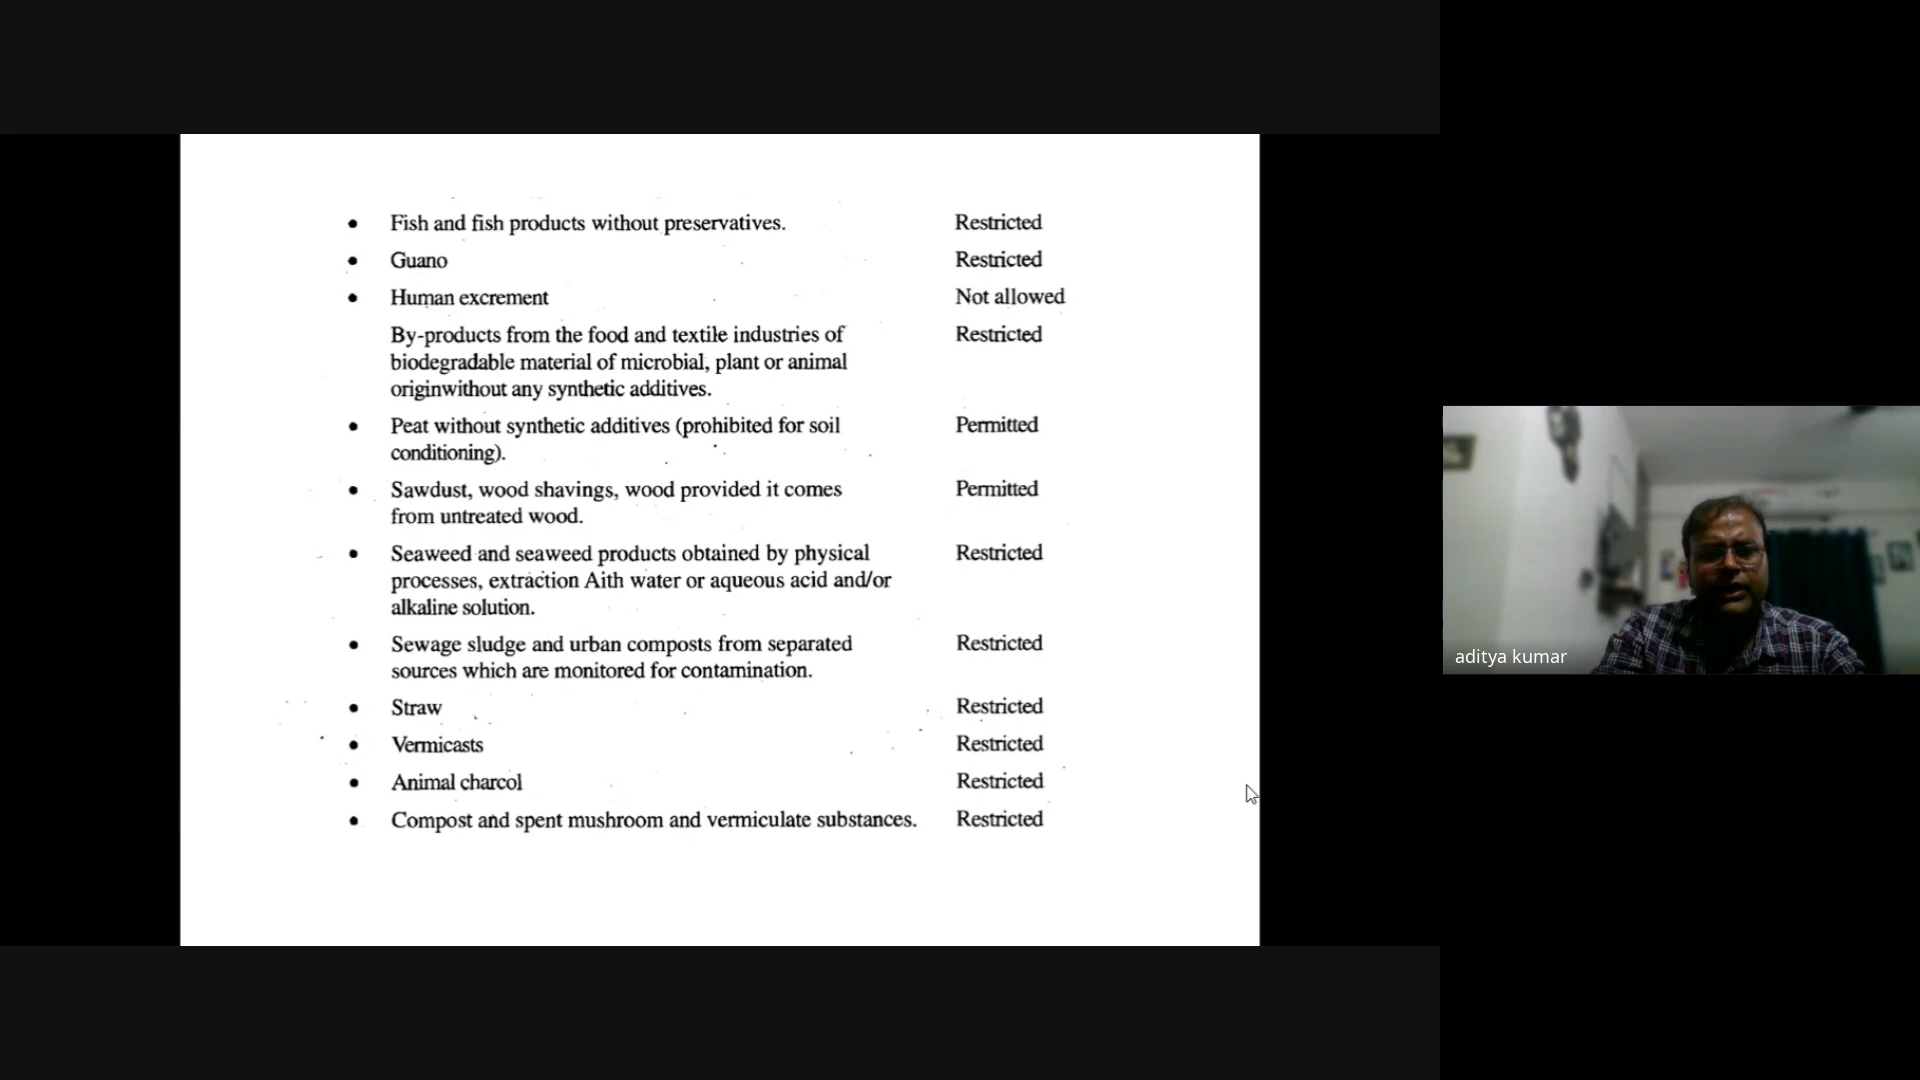 • Fish and fish products without preservatives. Restricted
• Guano Restricted
• Human excrement Not allowed
By-products from the food and textile industries of Restricted
biodegradable material of microbial, plant or animal
originwithout any synthetic additives.
• Peat without synthetic additives (prohibited for soil Permitted
conditioning).
• Sawdust, wood shavings, wood provided it comes Permitted
from untreated wood.
• Seaweed and seaweed products obtained by physical Restricted
processes, extraction Aith water or aqueous acid and/or
alkaline solution.
• Sewage sludge and urban composts from separated Restricted
sources which are monitored for contamination.
• Straw Restricted
• Vermicasts Restricted
• Animal charcol Restricted
• Compost and spent mushroom and vermiculate substances. Restricted
aditya kumar